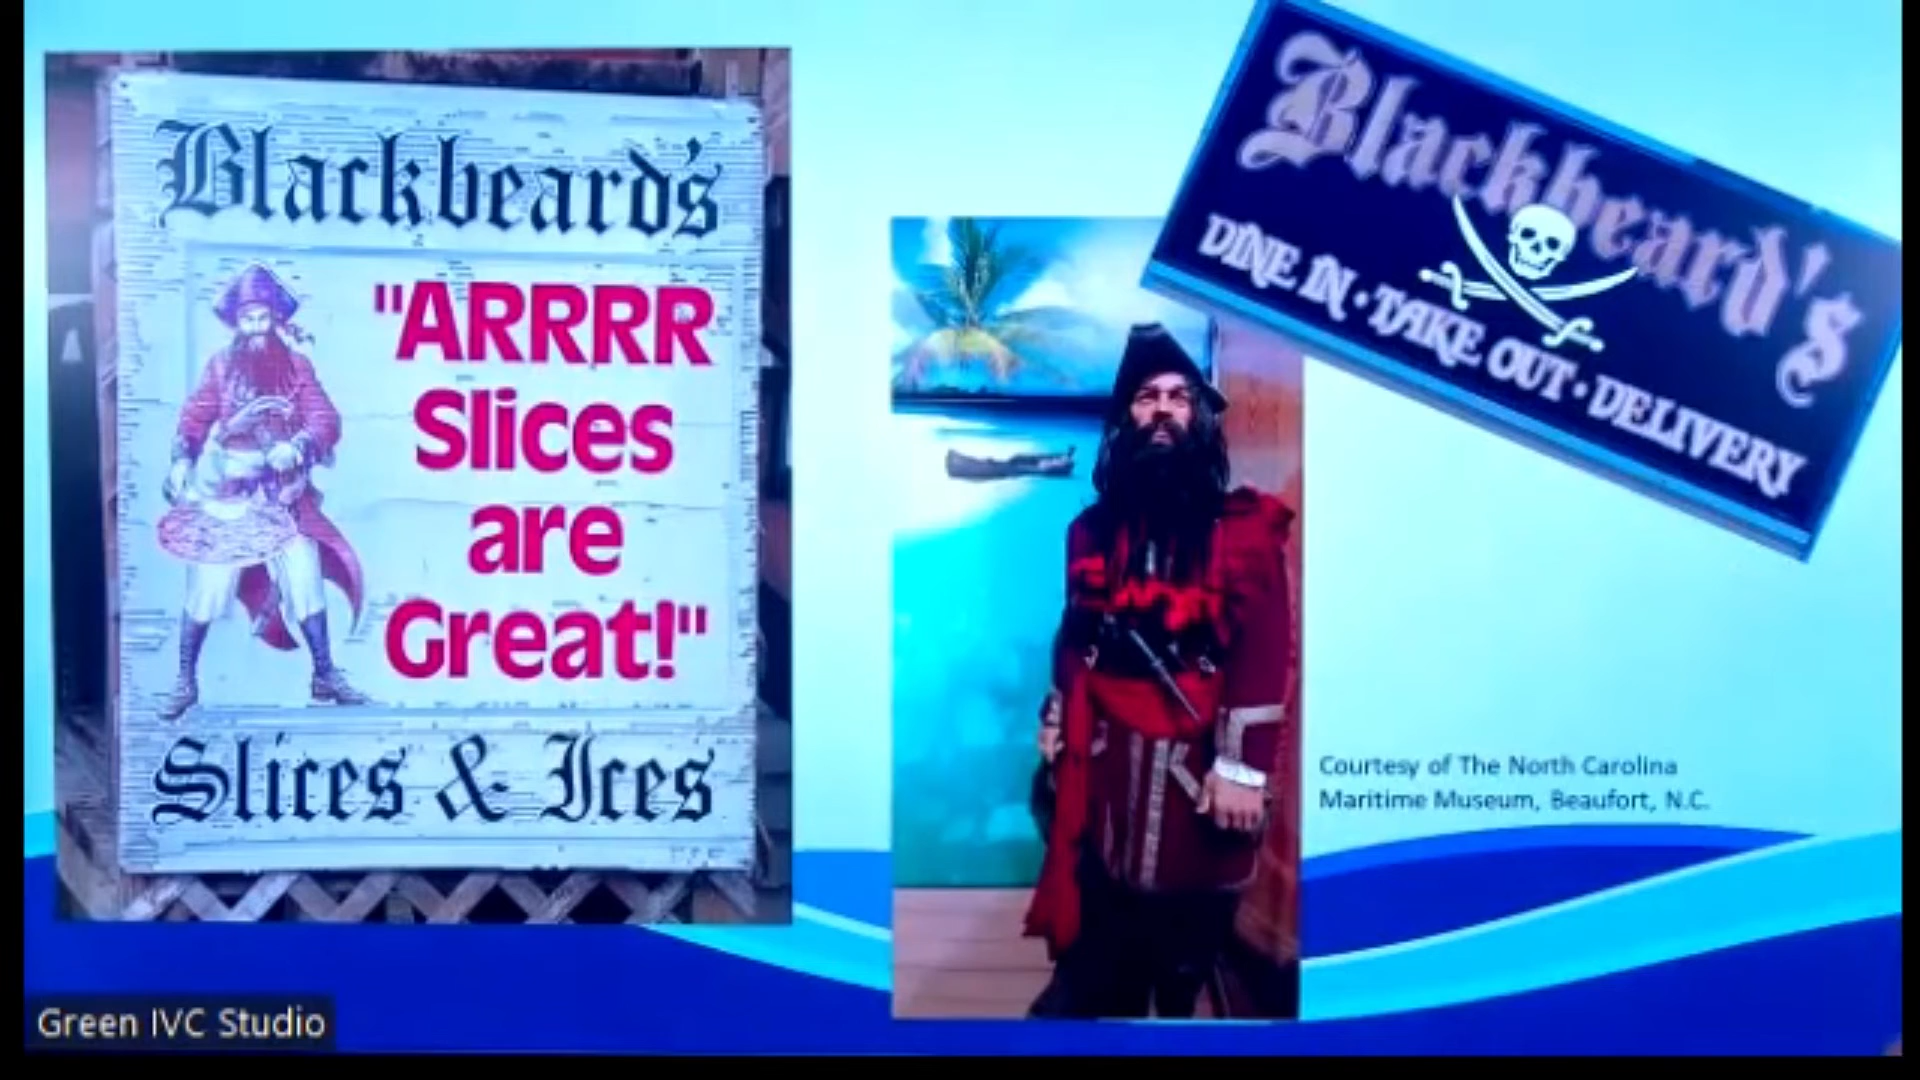 Blackbeard's
"ARRRR
Slices
are
Great!"
Slices & Ices
Blackbeard's
DINE IN • TAKE OUT • DELIVERY
Courtesy of The North Carolina
Maritime Museum, Beaufort, N.C.
Green IVC Studio